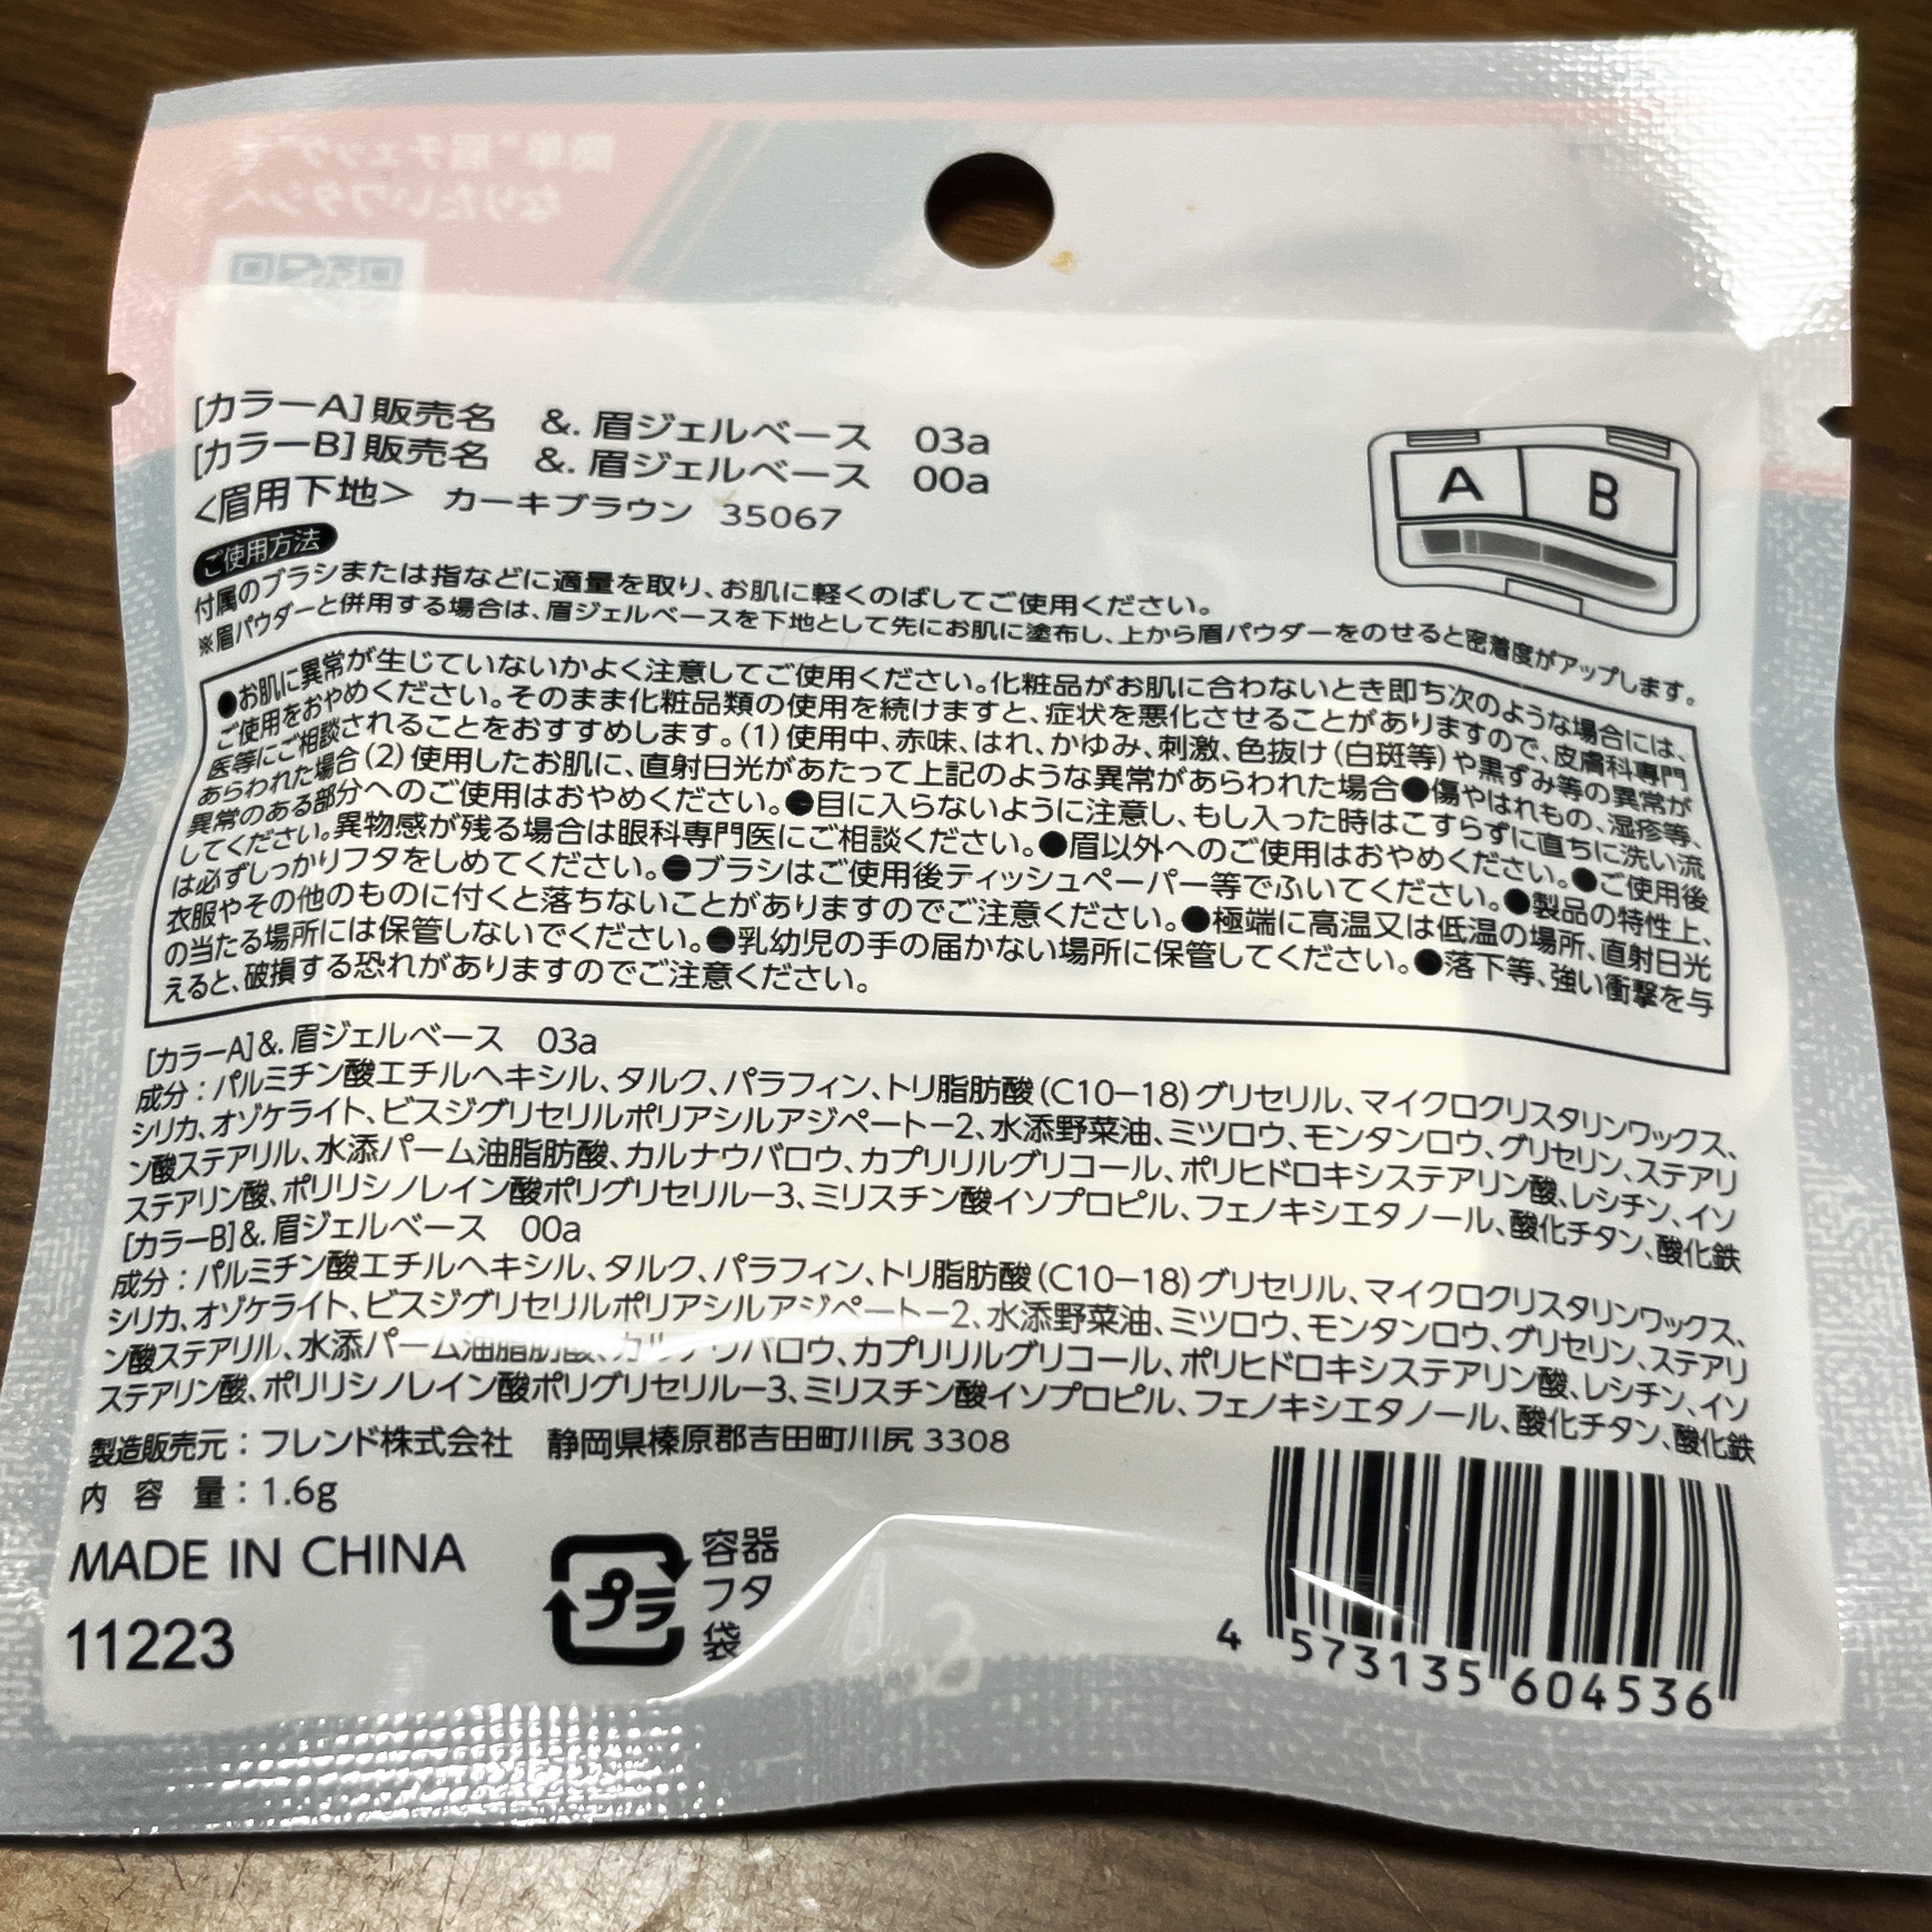 簡単"眉チェック"で
なりたいワタシへ
[カラーA]販売名 &. 眉ジェルベース 03a
[カラーB]販売名 &. 眉ジェルベース 00a
<眉用下地> カーキブラウン 35067
A B
ご使用方法
付属のブラシまたは指などに適量を取り、お肌に軽くのばしてご使用ください。
※眉パウダーと併用する場合は、眉ジェルベースを下地として先にお肌に塗布し、上から眉パウダーをのせると密着度がアップします。
●お肌に異常が生じていないかよく注意してご使用ください。化粧品がお肌に合わないとき即ち次のような場合には、
ご使用をおやめください。そのまま化粧品類の使用を続けますと、症状を悪化させることがありますので、皮膚科専門
医等にご相談されることをおすすめします。(1)使用中、赤味、はれ、かゆみ、刺激、色抜け(白斑等)や黒ずみ等の異常が
あらわれた場合(2)使用したお肌に、直射日光があたって上記のような異常があらわれた場合●傷やはれもの、湿疹等、
異常のある部分へのご使用はおやめください。●目に入らないように注意し、もし入った時はこすらずに直ちに洗い流
してください。異物感が残る場合は眼科専門医にご相談ください。●眉以外へのご使用はおやめください。●ご使用後
は必ずしっかりフタをしめてください。●ブラシはご使用後ティッシュペーパー等でふいてください。●製品の特性上、
衣服やその他のものに付くと落ちないことがありますのでご注意ください。●極端に高温又は低温の場所、直射日光
の当たる場所には保管しないでください。●乳幼児の手の届かない場所に保管してください。●落下等、強い衝撃を与
えると、破損する恐れがありますのでご注意ください。
[カラーA]&. 眉ジェルベース 03a
成分：パルミチン酸エチルヘキシル、タルク、パラフィン、トリ脂肪酸(C10−18)グリセリル、マイクロクリスタリンワックス、
シリカ、オゾケライト、ビスジグリセリルポリアシルアジペート−2、水添野菜油、ミツロウ、モンタンロウ、グリセリン、ステアリ
ン酸ステアリル、水添パーム油脂肪酸、カルナウバロウ、カプリリルグリコール、ポリヒドロキシステアリン酸、レシチン、イソ
ステアリン酸、ポリリシノレイン酸ポリグリセリル−3、ミリスチン酸イソプロピル、フェノキシエタノール、酸化チタン、酸化鉄
[カラーB]&. 眉ジェルベース 00a
成分：パルミチン酸エチルヘキシル、タルク、パラフィン、トリ脂肪酸(C10−18)グリセリル、マイクロクリスタリンワックス、
シリカ、オゾケライト、ビスジグリセリルポリアシルアジペート−2、水添野菜油、ミツロウ、モンタンロウ、グリセリン、ステアリ
ン酸ステアリル、水添パーム油脂肪酸、カルナウバロウ、カプリリルグリコール、ポリヒドロキシステアリン酸、レシチン、イソ
ステアリン酸、ポリリシノレイン酸ポリグリセリル−3、ミリスチン酸イソプロピル、フェノキシエタノール、酸化チタン、酸化鉄
製造販売元：フレンド株式会社 静岡県榛原郡吉田町川尻 3308
内容量：1.6g
MADE IN CHINA
11223
プラ
容器
フタ
袋
4 573135 604536